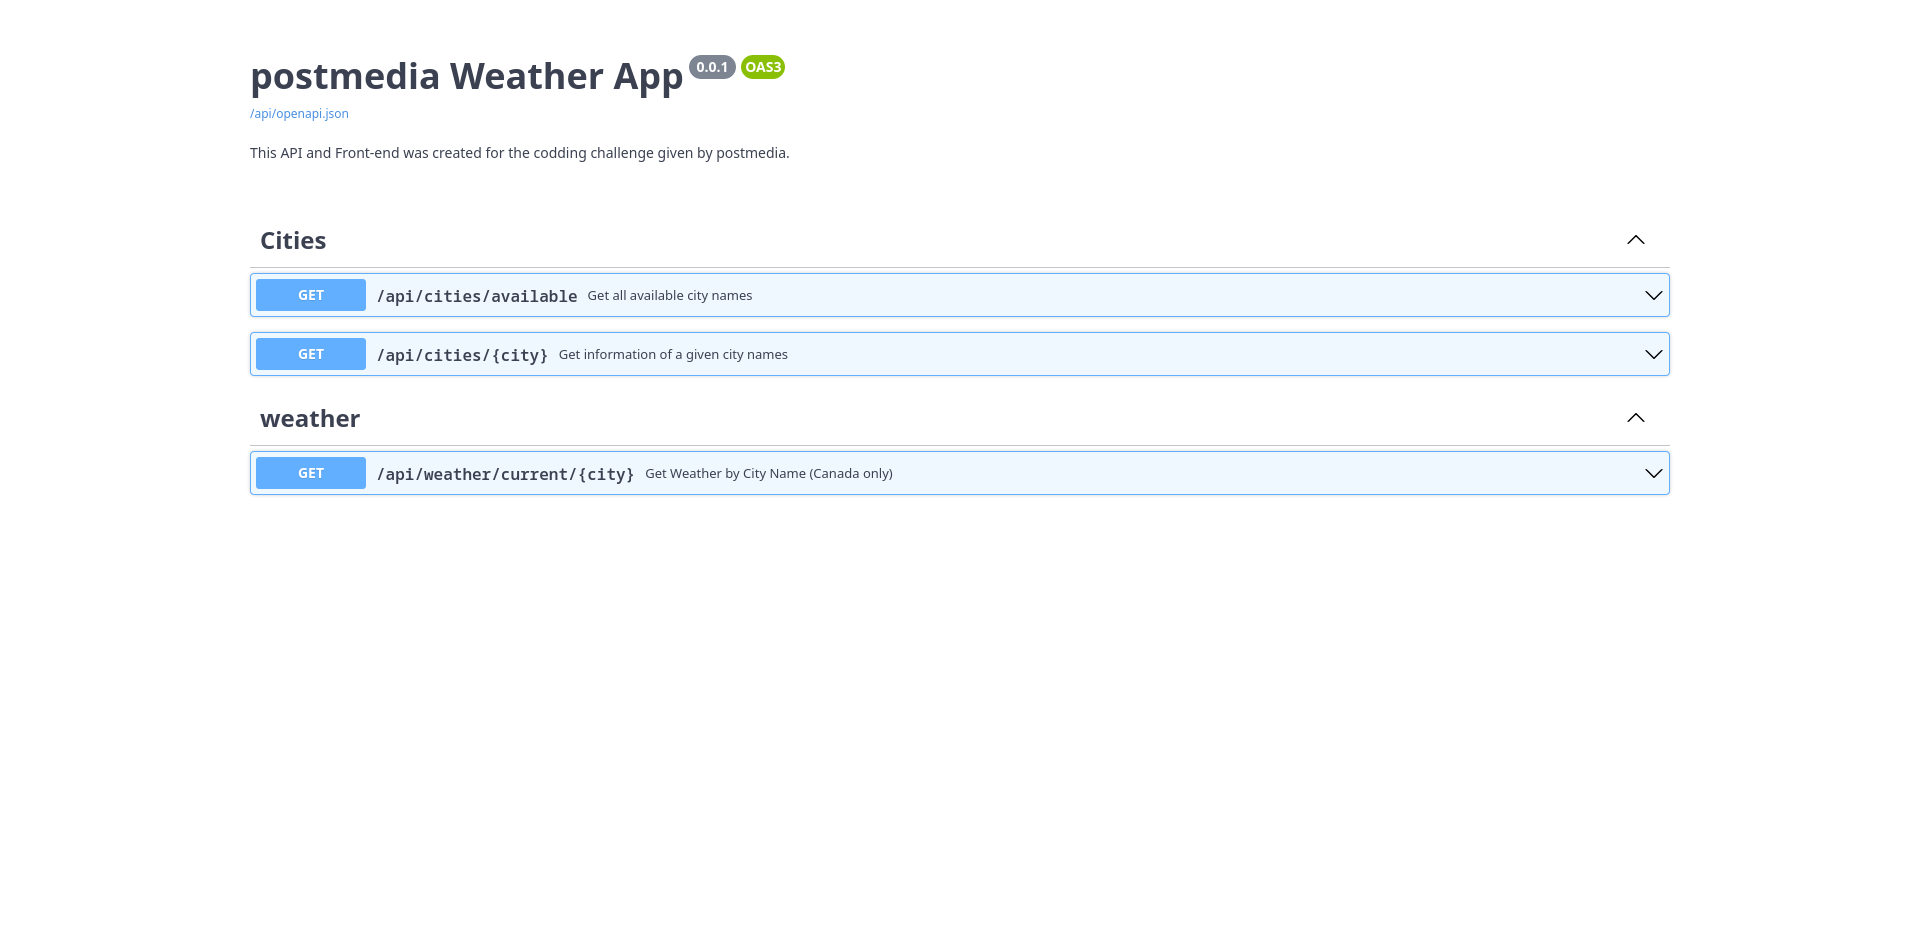 postmedia Weather App 0.0.1 OAS3
/api/openapi.json
This API and Front-end was created for the codding challenge given by postmedia.
Cities
GET /api/cities/available Get all available city names
GET /api/cities/{city} Get information of a given city names
weather
GET /api/weather/current/{city} Get Weather by City Name (Canada only)